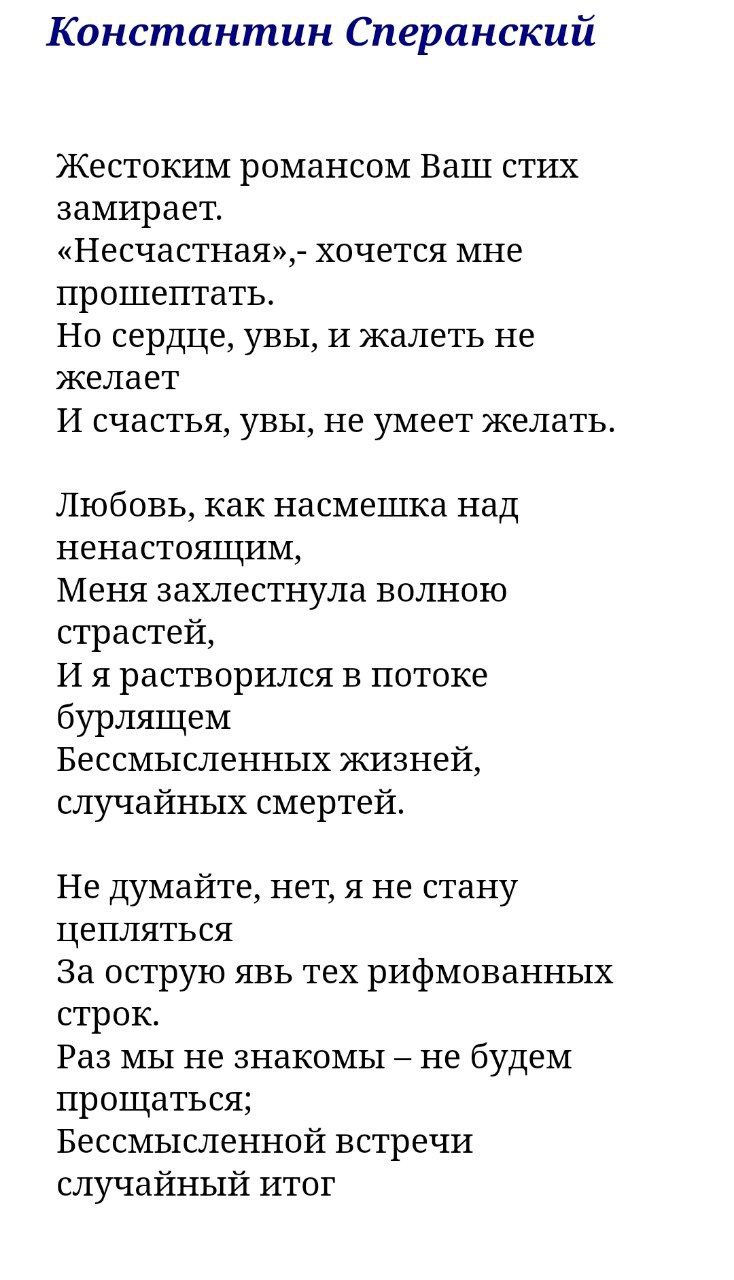 Константин Сперанский
Жестоким романсом Ваш стих
замирает.
«Несчастная»,- хочется мне
прошептать.
Но сердце, увы, и жалеть не
желает
И счастья, увы, не умеет желать.
Любовь, как насмешка над
ненастоящим,
Меня захлестнула волною
страстей,
И я растворился в потоке
бурлящем
Бессмысленных жизней,
случайных смертей.
Не думайте, нет, я не стану
цепляться
За острую явь тех рифмованных
строк.
Раз мы не знакомы – не будем
прощаться;
Бессмысленной встречи
случайный итог